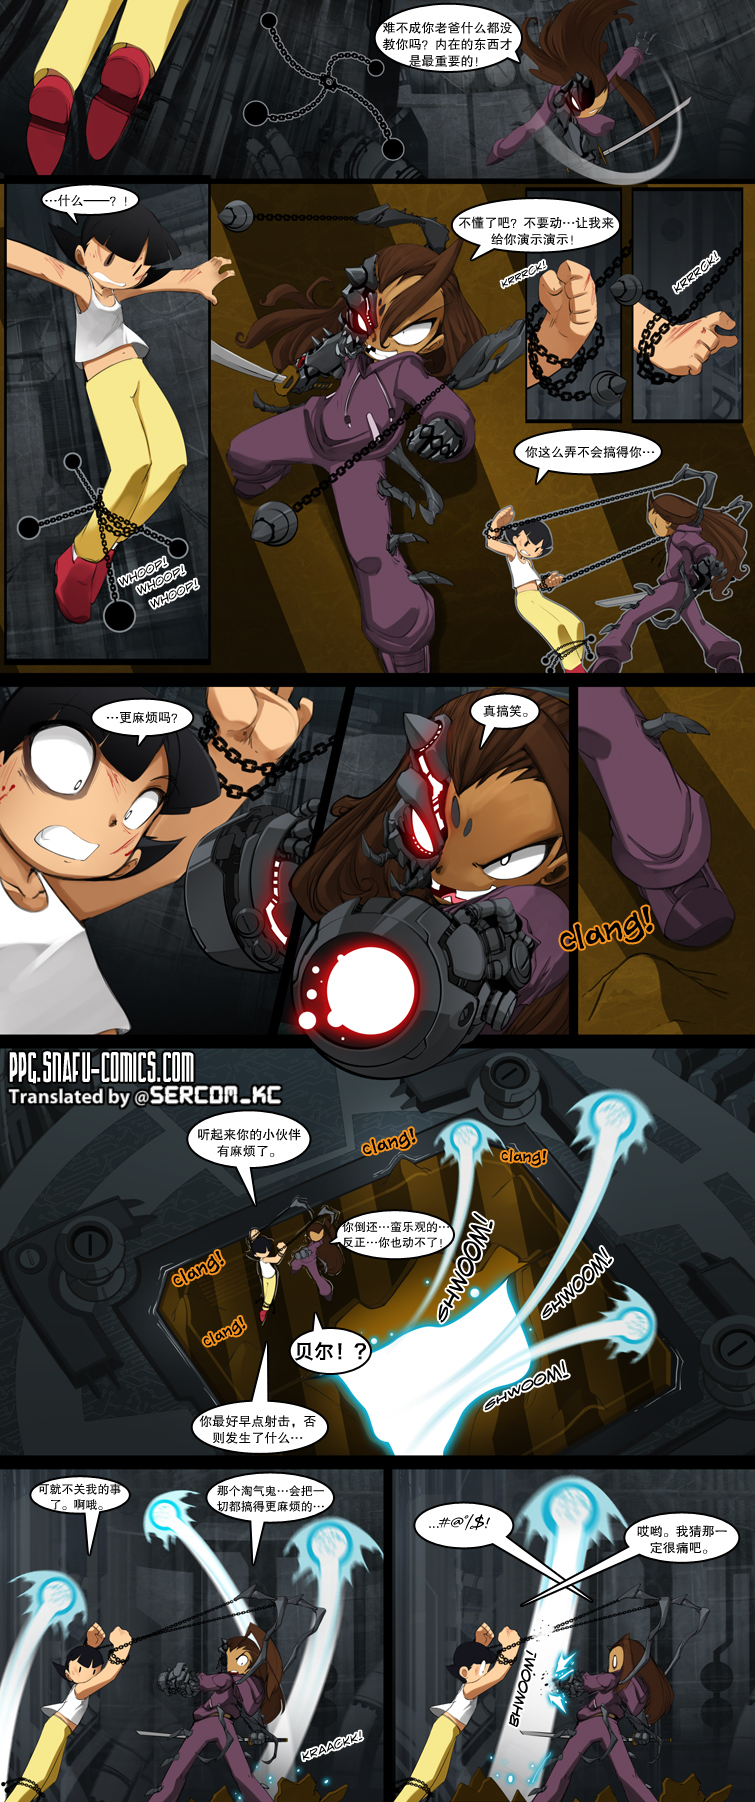 难不成你老爸什么都没
教你吗？内在的东西才
是最重要的！
…什么——？！
不懂了吧？不要动…让我来
给你演示演示！
KRRRCK!
KRRRCK!
你这么弄不会搞得你…
WHOOP!
WHOOP!
WHOOP!
…更麻烦吗？
真搞笑。
clang!
PPG.SNAFU-COMICS.COM
Translated by @SERCOM_KC
听起来你的小伙伴
有麻烦了。
clang!
clang!
你倒还…蛮乐观的…
反正…你也动不了！
clang!
clang!
SHWOOM!
SHWOOM!
SHWOOM!
贝尔！？
你最好早点射击，否
则发生了什么…
可就不关我的事
了。啊哦。
那个淘气鬼…会把一
切都搞得更麻烦的…
KRAACKK!
...#@%$!
哎哟。我猜那一
定很痛吧。
BHWOOM!